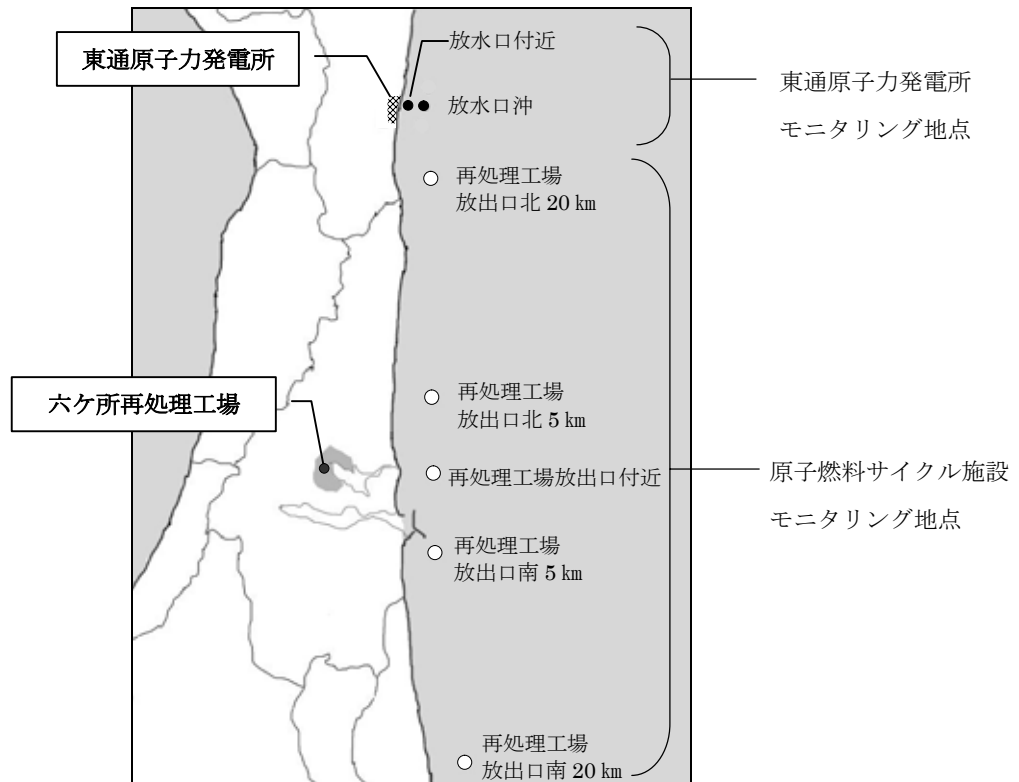 放水口付近
東通原子力発電所
放水口沖
東通原子力発電所
モニタリング地点
再処理工場
放出口北 20 ㎞
再処理工場
放出口北 5 ㎞
六ケ所再処理工場
再処理工場放出口付近
原子燃料サイクル施設
モニタリング地点
再処理工場
放出口南 5 ㎞
再処理工場
放出口南 20 ㎞